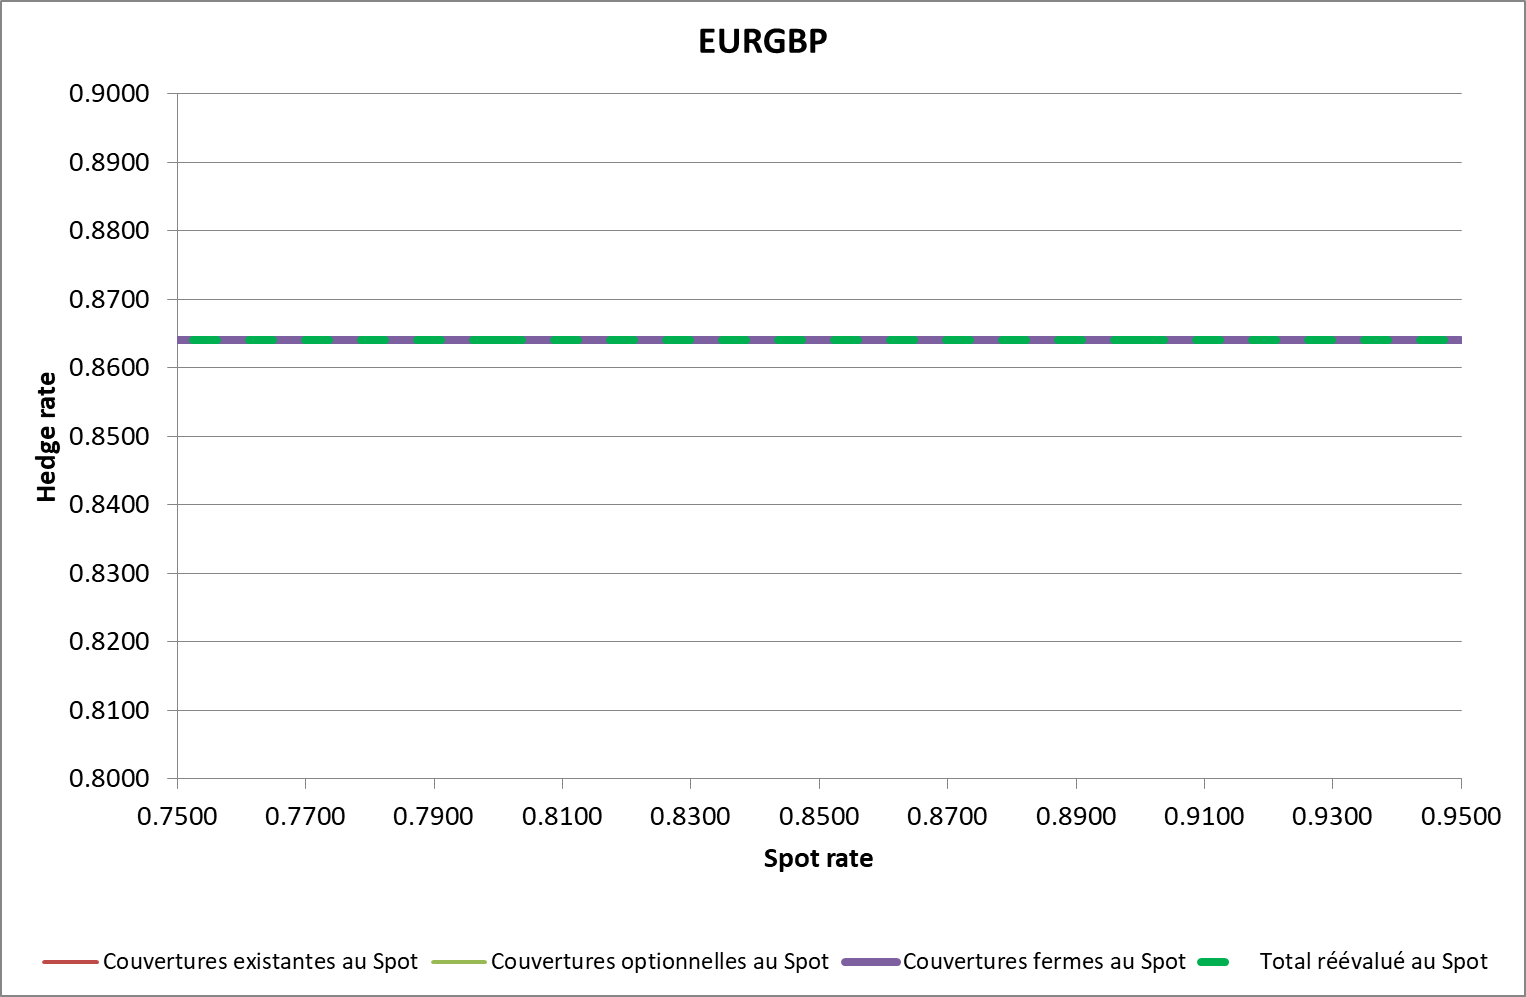 EURGBP
0.9000
0.8900
0.8800
0.8700
0.8600
0.8500
0.8400
0.8300
0.8200
0.8100
0.8000
Hedge rate
0.7500 0.7700 0.7900 0.8100 0.8300 0.8500 0.8700 0.8900 0.9100 0.9300 0.9500
Spot rate
Couvertures existantes au Spot Couvertures optionnelles au Spot Couvertures fermes au Spot Total réévalué au Spot